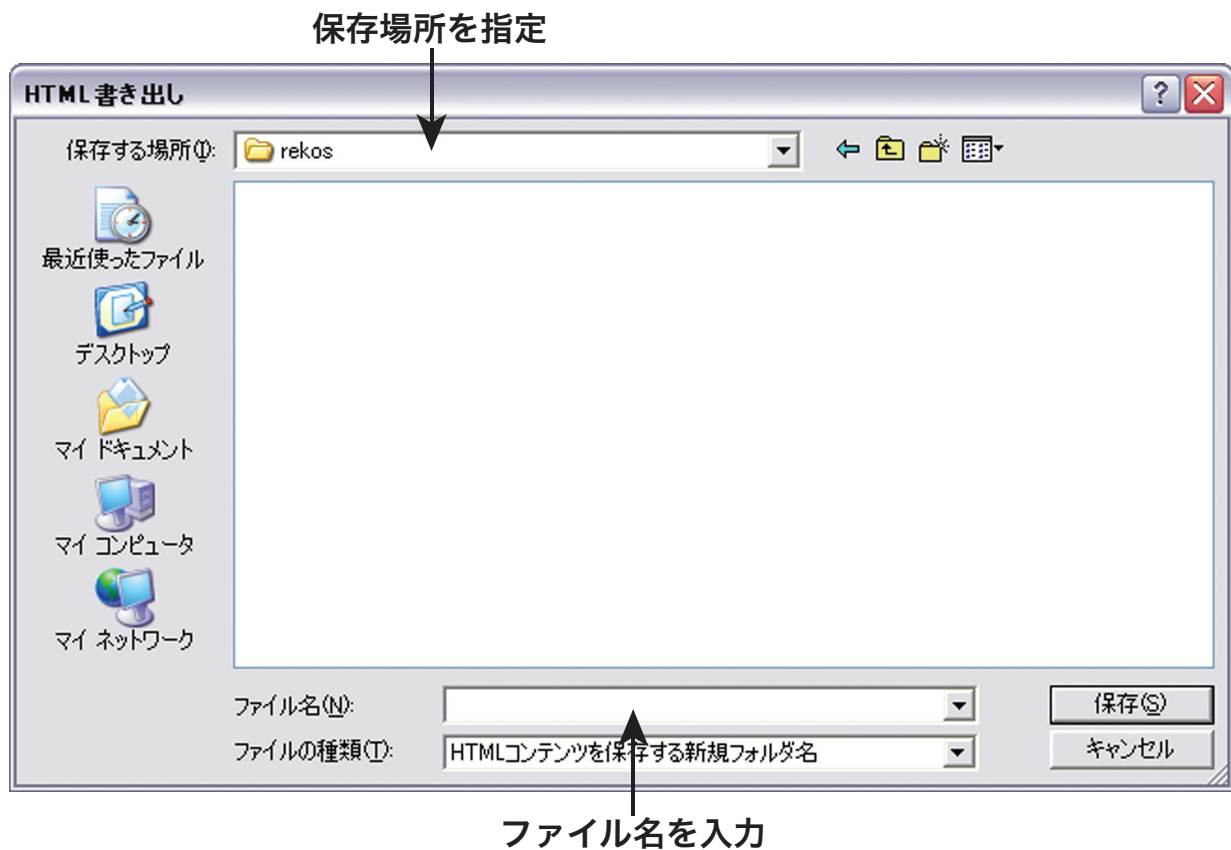 保存場所を指定
HTML書き出し
保存する場所(I):
rekos
最近使ったファイル
デスクトップ
マイ ドキュメント
マイ コンピュータ
マイ ネットワーク
ファイル名(N):
保存(S)
ファイルの種類(T):
HTMLコンテンツを保存する新規フォルダ名
キャンセル
ファイル名を入力